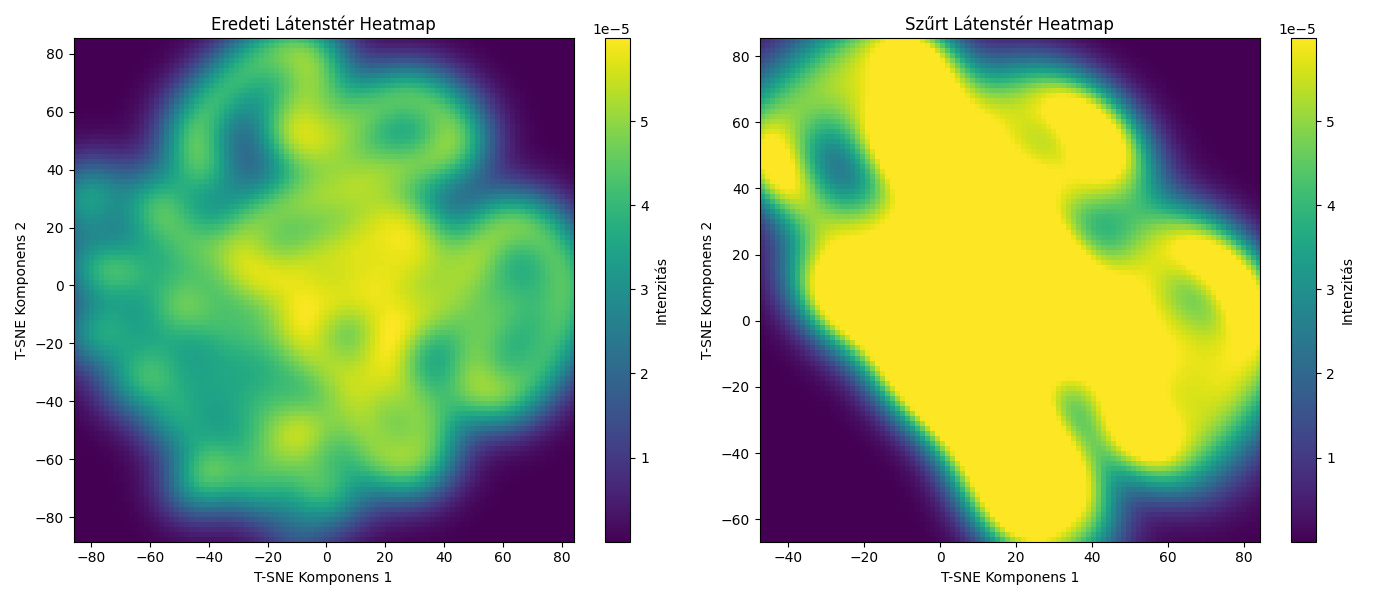 Eredeti Látenstér Heatmap
1e−5
80
60
40
20
0
−20
−40
−60
−80
T-SNE Komponens 2
−80 −60 −40 −20 0 20 40 60 80
T-SNE Komponens 1
5
4
3
2
1
Intenzitás
Szűrt Látenstér Heatmap
1e−5
80
60
40
20
0
−20
−40
−60
T-SNE Komponens 2
−40 −20 0 20 40 60 80
T-SNE Komponens 1
5
4
3
2
1
Intenzitás